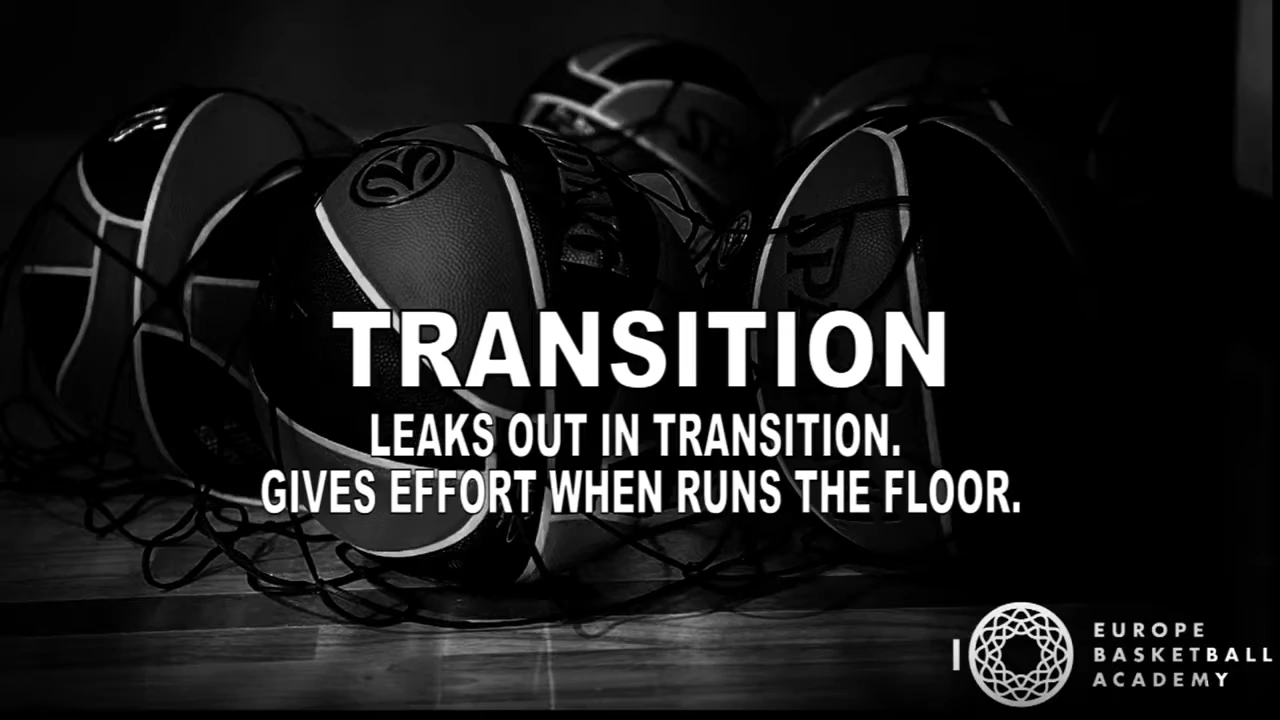 TRANSITION
LEAKS OUT IN TRANSITION.
GIVES EFFORT WHEN RUNS THE FLOOR.
EUROPE
BASKETBALL
ACADEMY